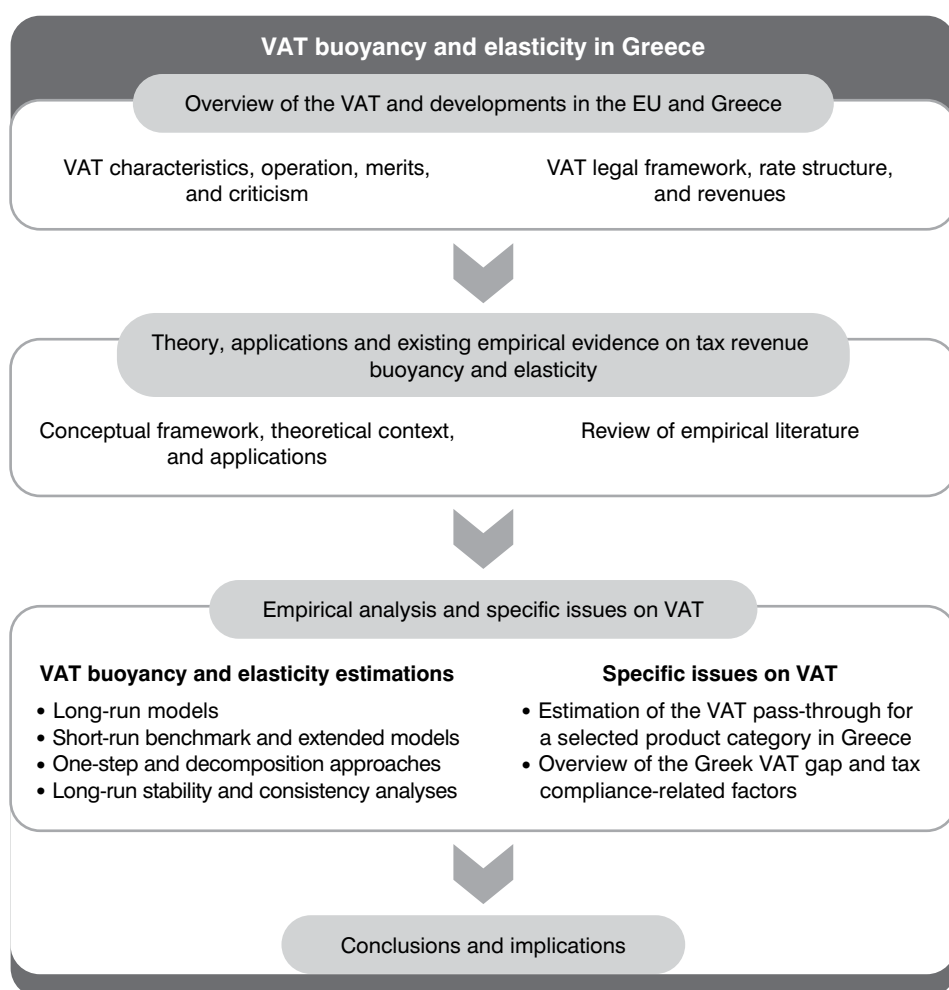 VAT buoyancy and elasticity in Greece
Overview of the VAT and developments in the EU and Greece
VAT characteristics, operation, merits,
and criticism
VAT legal framework, rate structure,
and revenues
Theory, applications and existing empirical evidence on tax revenue
buoyancy and elasticity
Conceptual framework, theoretical context,
and applications
Review of empirical literature
Empirical analysis and specific issues on VAT
VAT buoyancy and elasticity estimations
• Long-run models
• Short-run benchmark and extended models
• One-step and decomposition approaches
• Long-run stability and consistency analyses
Specific issues on VAT
• Estimation of the VAT pass-through for
a selected product category in Greece
• Overview of the Greek VAT gap and tax
compliance-related factors
Conclusions and implications